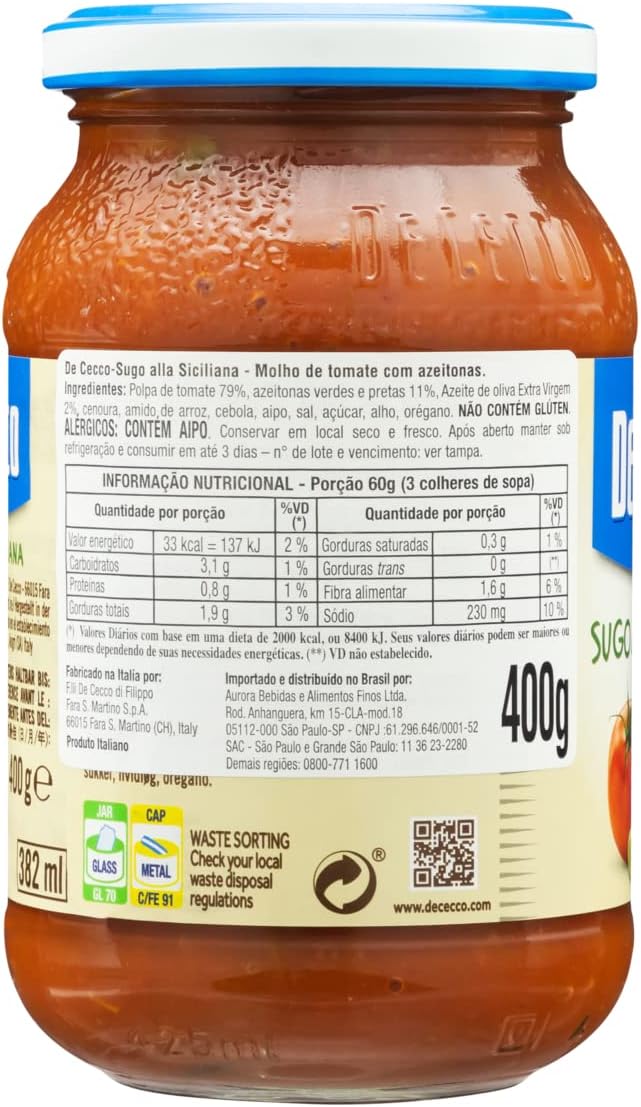 De Cecco
De Cecco-Sugo alla Siciliana - Molho de tomate com azeitonas.
Ingredientes: Polpa de tomate 79%, azeitonas verdes e pretas 11%, Azeite de oliva Extra Virgem
2%, cenoura, amido de arroz, cebola, aipo, sal, açúcar, alho, orégano. NÃO CONTÉM GLÚTEN.
ALÉRGICOS: CONTÉM AIPO. Conservar em local seco e fresco. Após aberto manter sob
refrigeração e consumir em até 3 dias – n° de lote e vencimento: ver tampa.
INFORMAÇÃO NUTRICIONAL - Porção 60g (3 colheres de sopa)
Quantidade por porção %VD (*) Quantidade por porção %VD (*)
Valor energético 33 kcal = 137 kJ 2% Gorduras saturadas 0,3 g 1%
Carboidratos 3,1 g 1% Gorduras trans 0 g (**)
Proteínas 0,8 g 1% Fibra alimentar 1,6 g 6%
Gorduras totais 1,9 g 3% Sódio 230 mg 10%
(*) Valores Diários com base em uma dieta de 2000 kcal, ou 8400 kJ. Seus valores diários podem ser maiores ou
menores dependendo de suas necessidades energéticas. (**) VD não estabelecido.
Fabricado na Itália por:
F.lli De Cecco di Filippo
Fara S. Martino S.p.A.
66015 Fara S. Martino (CH), Italy
Produto Italiano
Importado e distribuído no Brasil por:
Aurora Bebidas e Alimentos Finos Ltda.
Rod. Anhanguera, km 15-CLA-mod.18
05112-000 São Paulo-SP - CNPJ :61.296.646/0001-52
SAC - São Paulo e Grande São Paulo: 11 36 23-2280
Demais regiões: 0800-771 1600
400g
SUGO
400 g e
382 ml
JAR
GLASS
GL 70
CAP
METAL
C/FE 91
WASTE SORTING
Check your local
waste disposal
regulations
®
www.dececco.com
425 ml